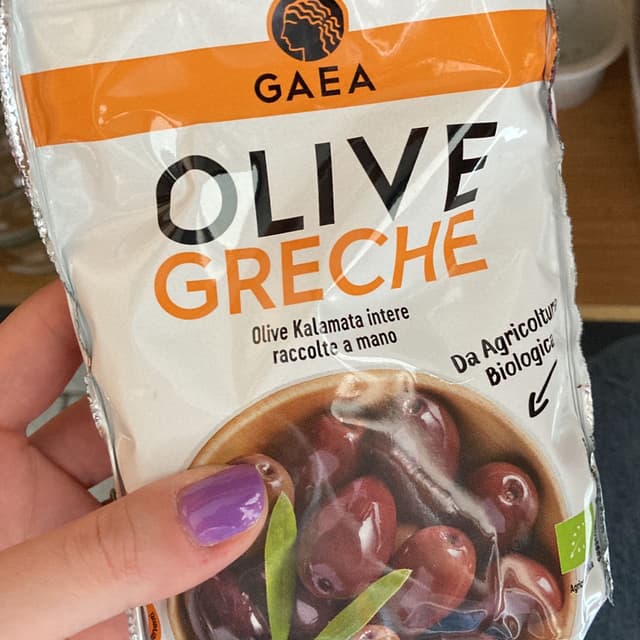 GAEA
OLIVE
GRECHE
Olive Kalamata intere
raccolte a mano
Da Agricoltura
Biologica